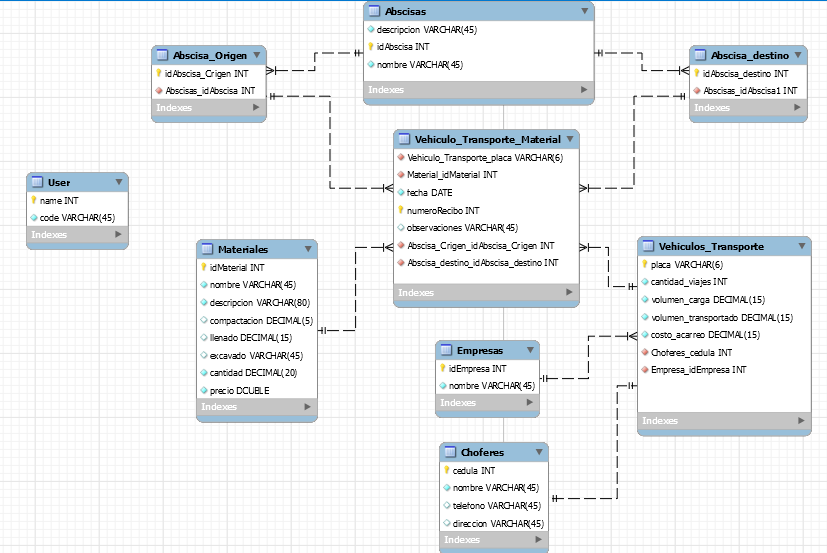 Abscisas
descripcion VARCHAR(45)
idAbscisa INT
nombre VARCHAR(45)
Indexes
Abscisa_Origen
idAbscisa_Crigen INT
Abscisas_idAbscisa INT
Indexes
Abscisa_destino
idAbscisa_destino INT
Abscisas_idAbscisa1 INT
Indexes
Vehiculo_Transporte_Material
Vehiculo_Transporte_placa VARCHAR(6)
Material_idMaterial INT
fecha DATE
numeroRecibo INT
observaciones VARCHAR(45)
Abscisa_Crigen_idAbscisa_Crigen INT
Abscisa_destino_idAbscisa_destino INT
Indexes
User
name INT
code VARCHAR(45)
Indexes
Materiales
idMaterial INT
nombre VARCHAR(45)
descripcion VARCHAR(80)
compactacion DECIMAL(5)
llenado DECIMAL(15)
excavado VARCHAR(45)
cantidad DECIMAL(20)
precio DCUBLE
Indexes
Vehiculos_Transporte
placa VARCHAR(6)
cantidad_viajes INT
volumen_carga DECIMAL(15)
volumen_transportado DECIMAL(15)
costo_acarreo DECIMAL(15)
Choferes_cedula INT
Empresa_idEmpresa INT
Indexes
Empresas
idEmpresa INT
nombre VARCHAR(45)
Indexes
Choferes
cedula INT
nombre VARCHAR(45)
telefono VARCHAR(45)
direccion VARCHAR(45)
Indexes